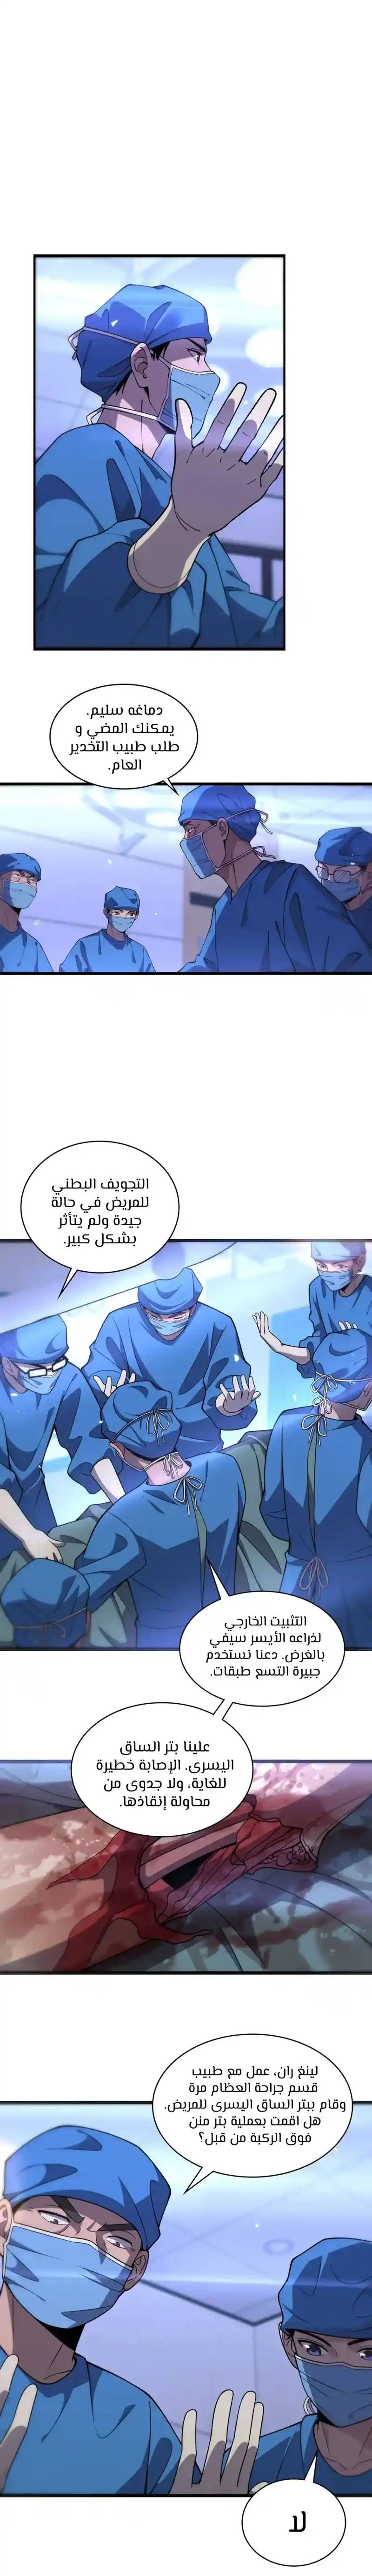 دماغه سليم.
يمكنك المضي و
طلب طبيب التخدير
العام.
التجويف البطني
للمريض في حالة
جيدة ولم يتأثر
بشكل كبير.
التثبيت الخارجي
لذراعه الأيسر سيفي
بالغرض. دعنا نستخدم
جبيرة التسع طبقات.
علينا بتر الساق
اليسرى. الإصابة خطيرة
للغاية، ولا جدوى من
محاولة إنقاذها.
لينغ ران، عمل مع طبيب
قسم جراحة العظام مرة
وقام ببتر الساق اليسرى للمريض.
هل اقمت بعملية بتر منن
فوق الركبة من قبل؟
لا